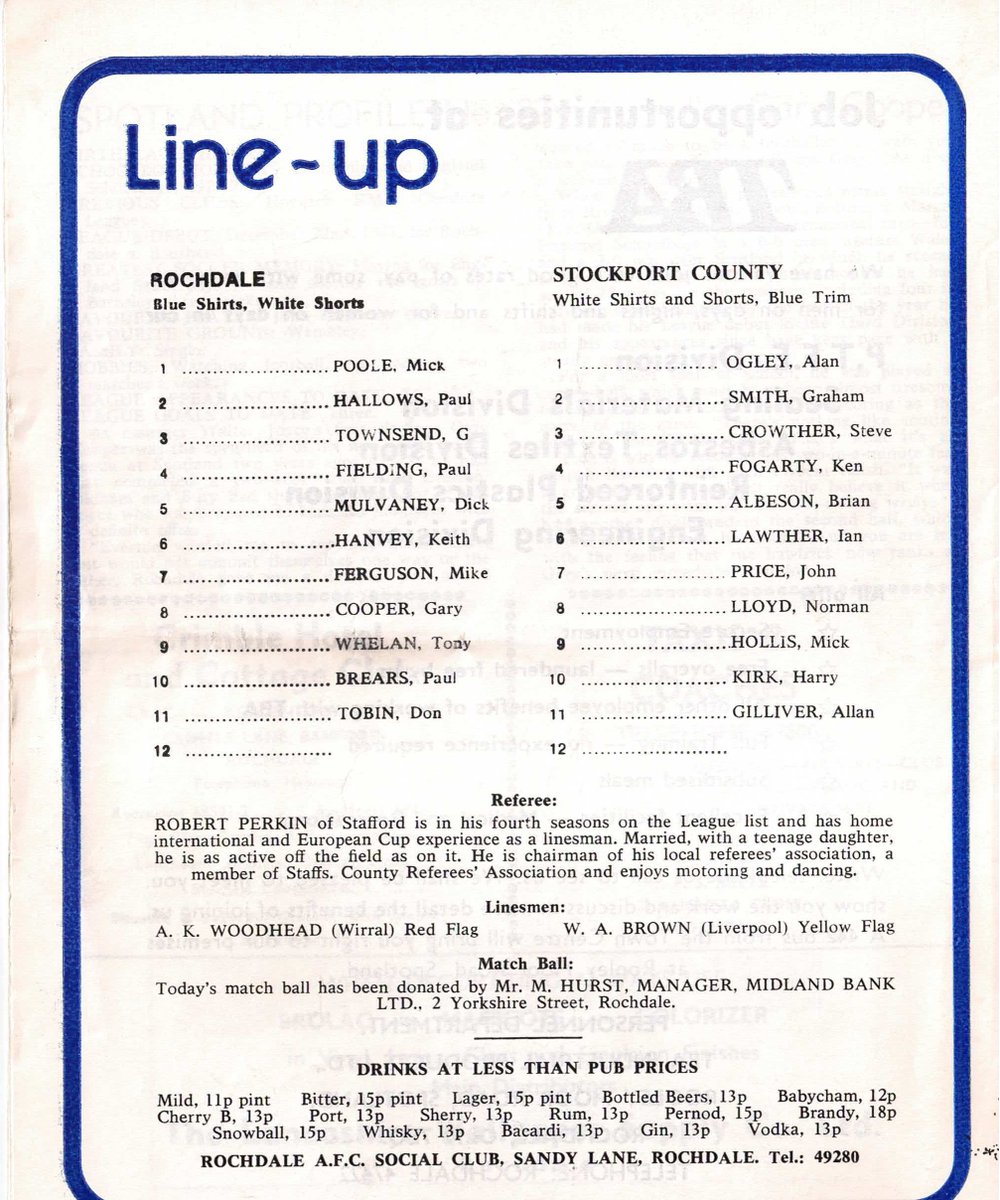 Line-up
ROCHDALE
Blue Shirts, White Shorts
1 ........................ POOLE, Mick
2 ........................ HALLOWS, Paul
3 ........................ TOWNSEND, G
4 ........................ FIELDING, Paul
5 ........................ MULVANEY, Dick
6 ........................ HANVEY, Keith
7 ........................ FERGUSON, Mike
8 ........................ COOPER, Gary
9 ........................ WHELAN, Tony
10 ........................ BREARS, Paul
11 ........................ TOBIN, Don
12 ........................
STOCKPORT COUNTY
White Shirts and Shorts, Blue Trim
1 ........................ OGLEY, Alan
2 ........................ SMITH, Graham
3 ........................ CROWTHER, Steve
4 ........................ FOGARTY, Ken
5 ........................ ALBESON, Brian
6 ........................ LAWTHER, Ian
7 ........................ PRICE, John
8 ........................ LLOYD, Norman
9 ........................ HOLLIS, Mick
10 ........................ KIRK, Harry
11 ........................ GILLIVER, Allan
12 ........................
Referee:
ROBERT PERKIN of Stafford is in his fourth seasons on the League list and has home
international and European Cup experience as a linesman. Married, with a teenage daughter,
he is as active off the field as on it. He is chairman of his local referees' association, a
member of Staffs. County Referees' Association and enjoys motoring and dancing.
Linesmen:
A. K. WOODHEAD (Wirral) Red Flag W. A. BROWN (Liverpool) Yellow Flag
Match Ball:
Today's match ball has been donated by Mr. M. HURST, MANAGER, MIDLAND BANK
LTD., 2 Yorkshire Street, Rochdale.
DRINKS AT LESS THAN PUB PRICES
Mild, 11p pint Bitter, 15p pint Lager, 15p pint Bottled Beers, 13p Babycham, 12p
Cherry B, 13p Port, 13p Sherry, 13p Rum, 13p Pernod, 15p Brandy, 18p
Snowball, 15p Whisky, 13p Bacardi, 13p Gin, 13p Vodka, 13p
ROCHDALE A.F.C. SOCIAL CLUB, SANDY LANE, ROCHDALE. Tel.: 49280